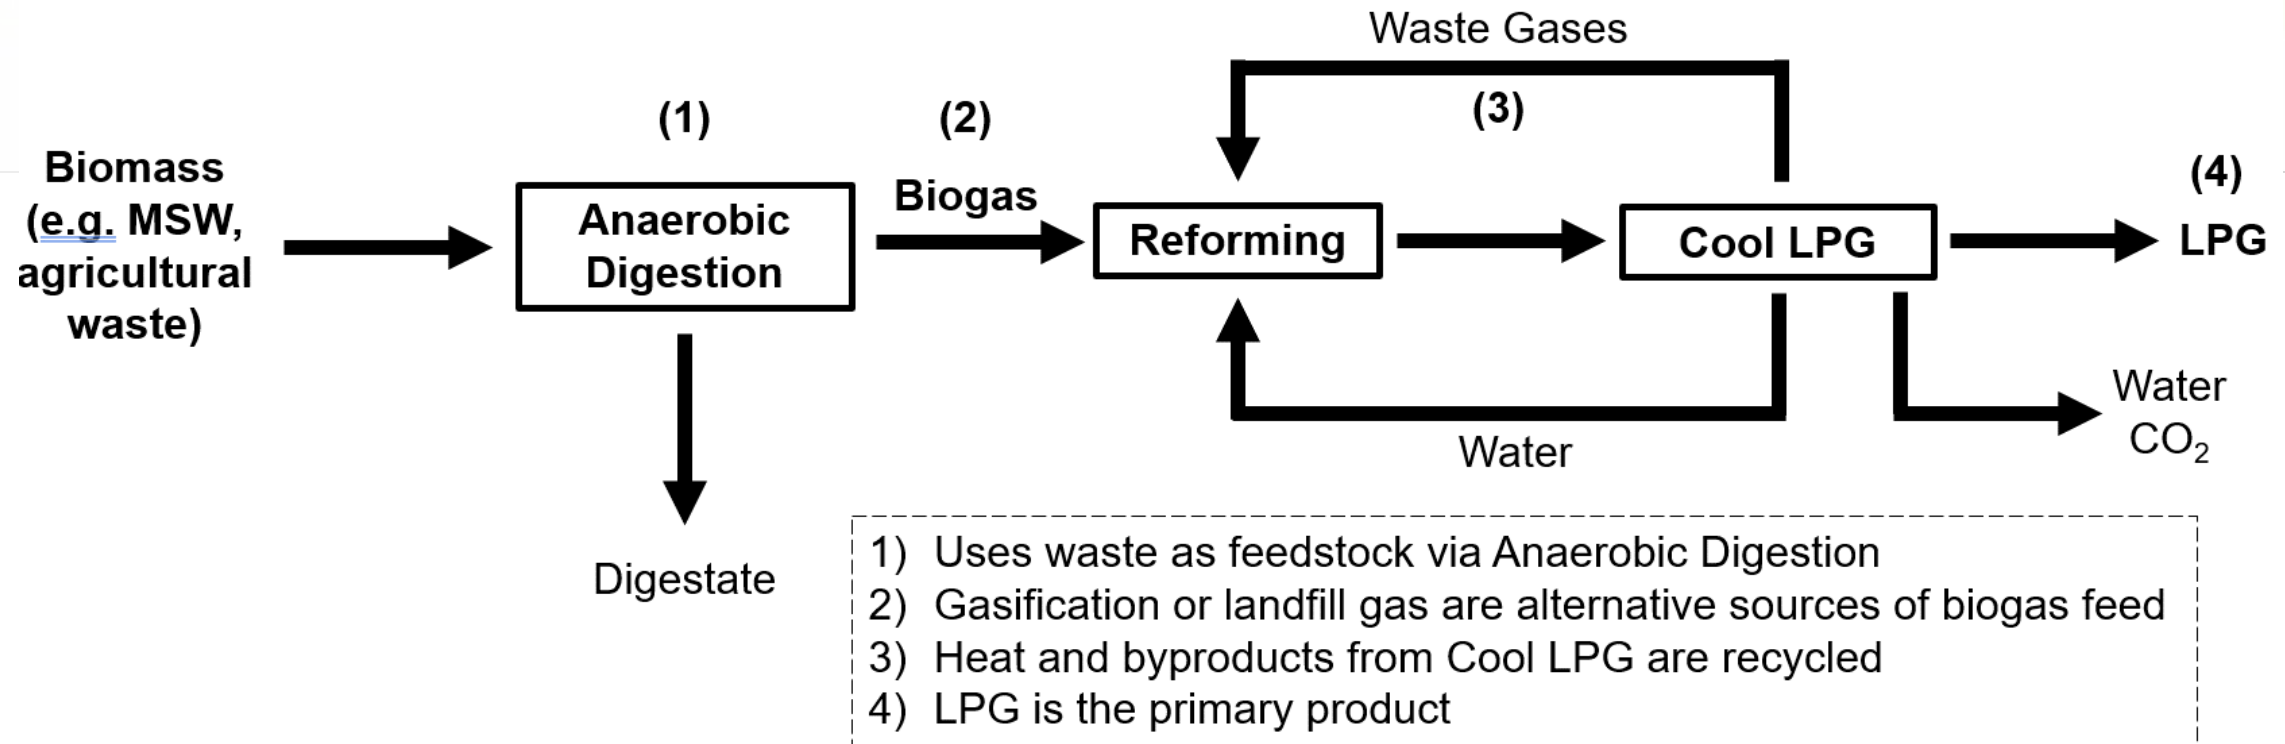 Waste Gases
(1)
(2)
(3)
(4)
Biomass
(e.g. MSW,
agricultural
waste)
Anaerobic
Digestion
Biogas
Reforming
Cool LPG
LPG
Water
Water
CO₂
Digestate
1) Uses waste as feedstock via Anaerobic Digestion
2) Gasification or landfill gas are alternative sources of biogas feed
3) Heat and byproducts from Cool LPG are recycled
4) LPG is the primary product